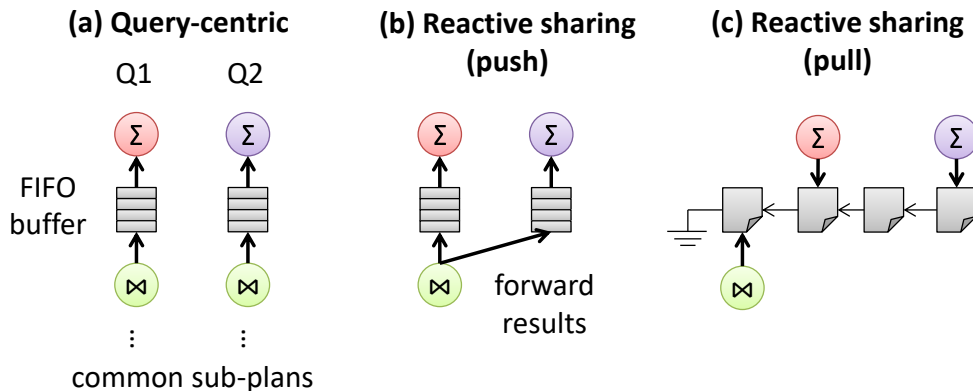 (a) Query-centric
Q1 Q2
Σ Σ
FIFO
buffer
⋈ ⋈
⋮ ⋮
common sub-plans
(b) Reactive sharing
(push)
Σ Σ
⋈
forward
results
(c) Reactive sharing
(pull)
Σ Σ
⋈